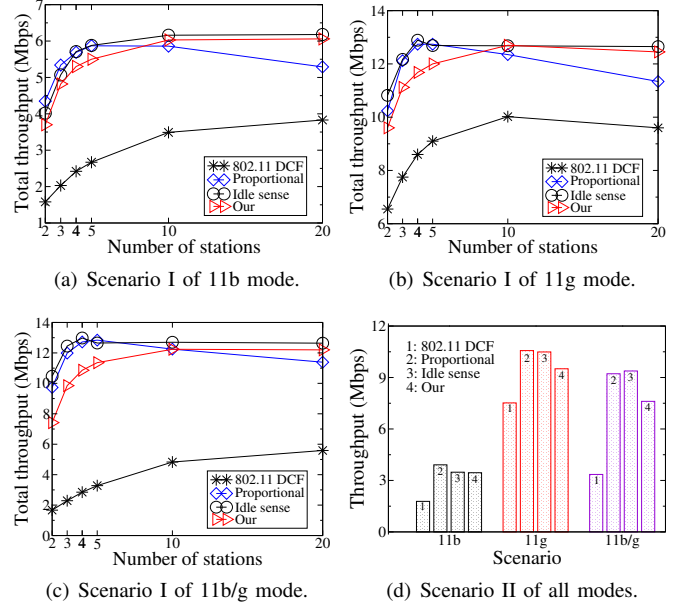 7
6
5
4
3
2
1
Total throughput (Mbps)
2 3 4 5 10 20
Number of stations
802.11 DCF
Proportional
Idle sense
Our
(a) Scenario I of 11b mode.
14
12
10
8
6
Total throughput (Mbps)
2 3 4 5 10 20
Number of stations
802.11 DCF
Proportional
Idle sense
Our
(b) Scenario I of 11g mode.
14
12
10
8
6
4
2
0
Total throughput (Mbps)
2 3 4 5 10 20
Number of stations
802.11 DCF
Proportional
Idle sense
Our
(c) Scenario I of 11b/g mode.
12
9
6
3
0
Throughput (Mbps)
1: 802.11 DCF
2: Proportional
3: Idle sense
4: Our
1 2 3 4
1 2 3 4
1 2 3 4
11b 11g 11b/g
Scenario
(d) Scenario II of all modes.